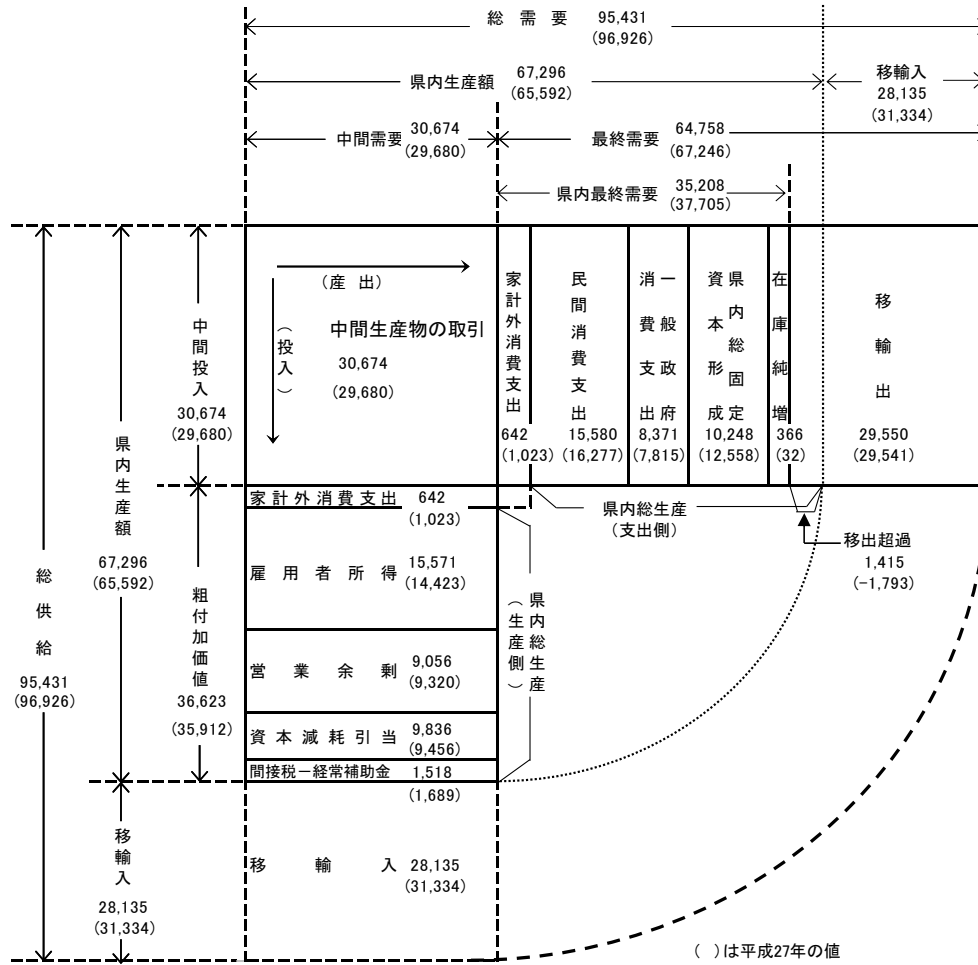 総 需 要 95,431
(96,926)
県内生産額 67,296
(65,592)
移輸入
28,135
(31,334)
中間需要 30,674
(29,680)
最終需要 64,758
(67,246)
県内最終需要 35,208
(37,705)
(産 出)
(投入)
中間生産物の取引
30,674
(29,680)
家計外消費支出
642
(1,023)
民間消費支出
15,580
(16,277)
一般政府
消費支出
8,371
(7,815)
県内総固定
資本形成
10,248
(12,558)
在庫純増
366
(32)
移輸出
29,550
(29,541)
中間投入
30,674
(29,680)
県内生産額
67,296
(65,592)
総供給
95,431
(96,926)
粗付加価値
36,623
(35,912)
家計外消費支出 642
(1,023)
雇用者所得 15,571
(14,423)
営業余剰 9,056
(9,320)
資本減耗引当 9,836
(9,456)
間接税－経常補助金 1,518
(1,689)
県内総生産
(支出側)
県内総生産
(生産側)
移出超過
1,415
(-1,793)
移輸入
28,135
(31,334)
移輸入 28,135
(31,334)
( )は平成27年の値